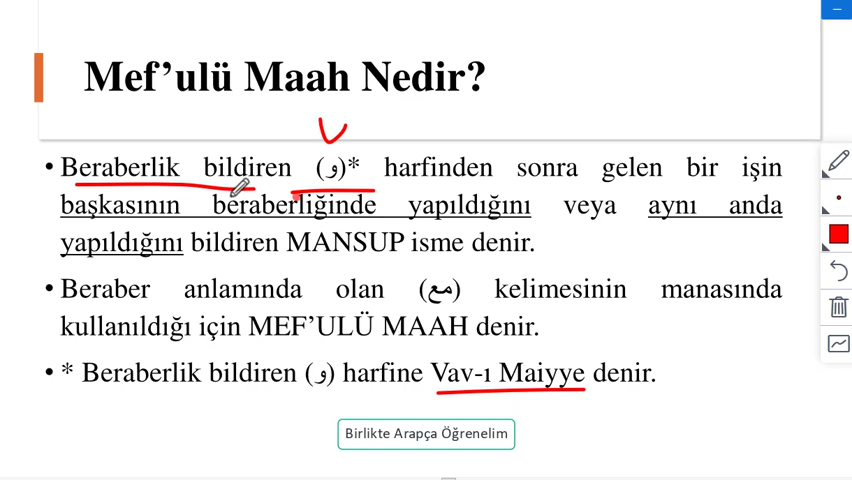 Mef’ulü Maah Nedir?
• Beraberlik bildiren (و)* harfinden sonra gelen bir işin
başkasının beraberliğinde yapıldığını veya aynı anda
yapıldığını bildiren MANSUP isme denir.
• Beraber anlamında olan (مع) kelimesinin manasında
kullanıldığı için MEF’ULÜ MAAH denir.
• * Beraberlik bildiren (و) harfine Vav-ı Maiyye denir.
Birlikte Arapça Öğrenelim